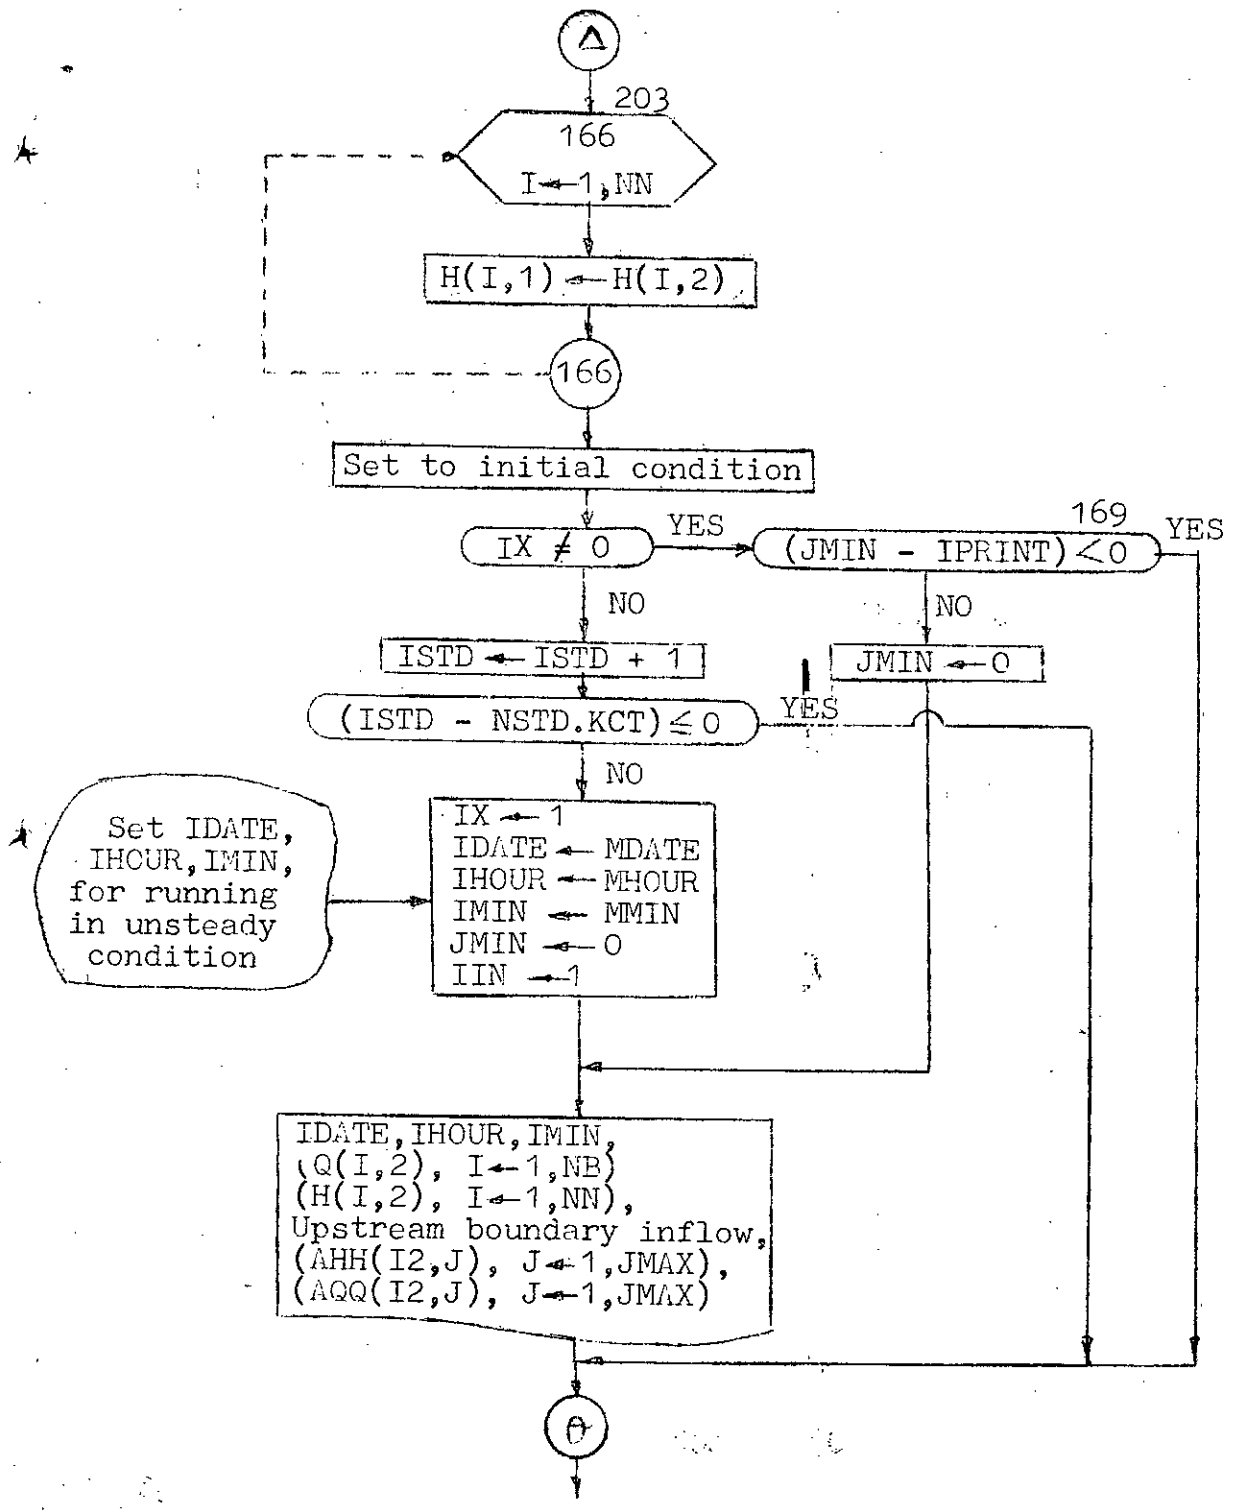 Δ
203
166
I←1,NN
H(I,1)←H(I,2)
166
Set to initial condition
IX ≠ 0
YES
169
(JMIN - IPRINT)<0
YES
NO
NO
ISTD←ISTD + 1
JMIN←0
(ISTD - NSTD.KCT)≤0
YES
NO
Set IDATE,
IHOUR,IMIN,
for running
in unsteady
condition
IX←1
IDATE←MDATE
IHOUR←MHOUR
IMIN←MMIN
JMIN←0
IIN←1
IDATE,IHOUR,IMIN,
(Q(I,2), I←1,NB)
(H(I,2), I←1,NN),
Upstream boundary inflow,
(AHH(I2,J), J←1,JMAX),
(AQQ(I2,J), J←1,JMAX)
θ